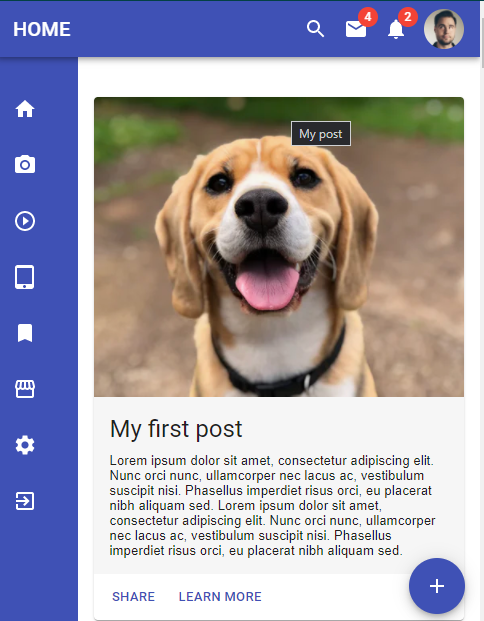 HOME
4
2
My post
My first post
Lorem ipsum dolor sit amet, consectetur adipiscing elit.
Nunc orci nunc, ullamcorper nec lacus ac, vestibulum
suscipit nisi. Phasellus imperdiet risus orci, eu placerat
nibh aliquam sed. Lorem ipsum dolor sit amet,
consectetur adipiscing elit. Nunc orci nunc, ullamcorper
nec lacus ac, vestibulum suscipit nisi. Phasellus
imperdiet risus orci, eu placerat nibh aliquam sed.
SHARE LEARN MORE